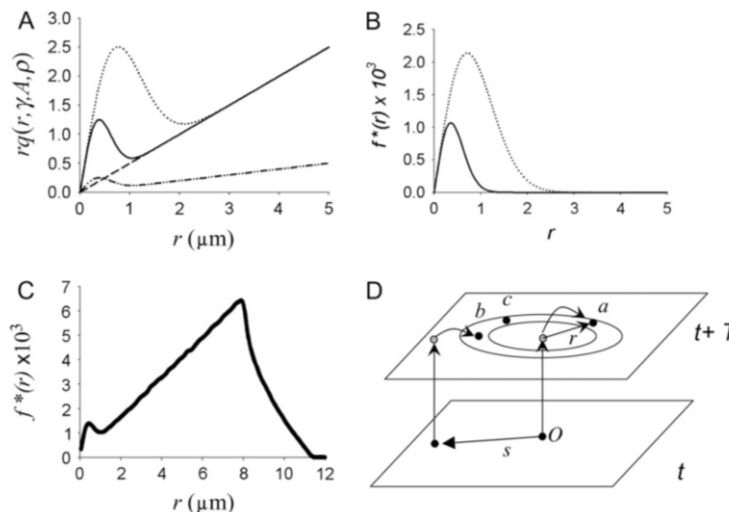 A
rq(r,γ,A,ρ)
3.0
2.5
2.0
1.5
1.0
0.5
0.0
0 1 2 3 4 5
r (µm)
B
f*(r) x 10³
2.5
2.0
1.5
1.0
0.5
0.0
0 1 2 3 4 5
r
C
f*(r) x10³
7
6
5
4
3
2
1
0
0 2 4 6 8 10 12
r (µm)
D
b c a
r
t+ T
s O
t